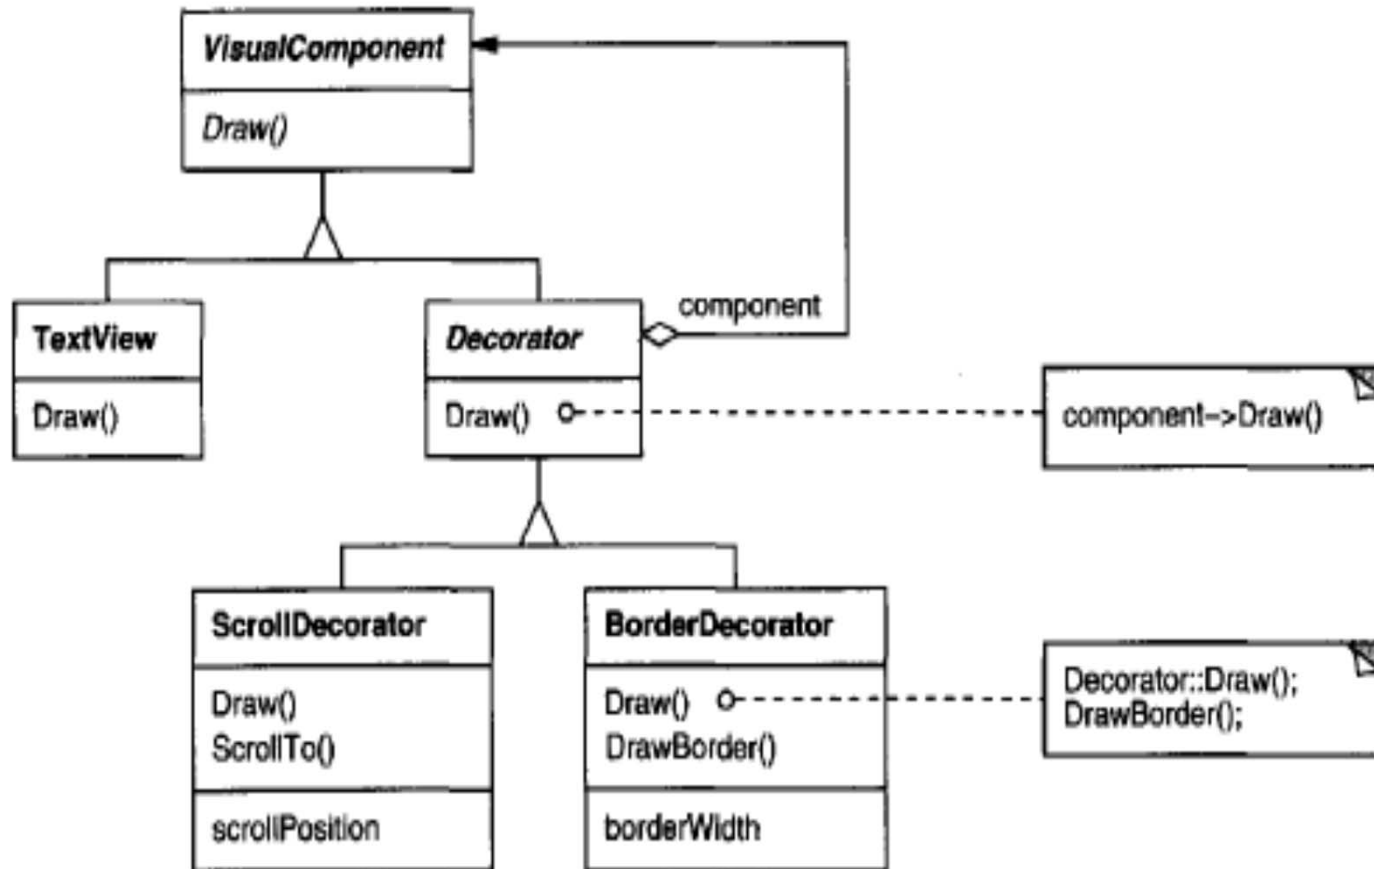 VisualComponent
Draw()
TextView
Draw()
Decorator
Draw()
component
component->Draw()
ScrollDecorator
Draw()
ScrollTo()
scrollPosition
BorderDecorator
Draw()
DrawBorder()
borderWidth
Decorator::Draw();
DrawBorder();